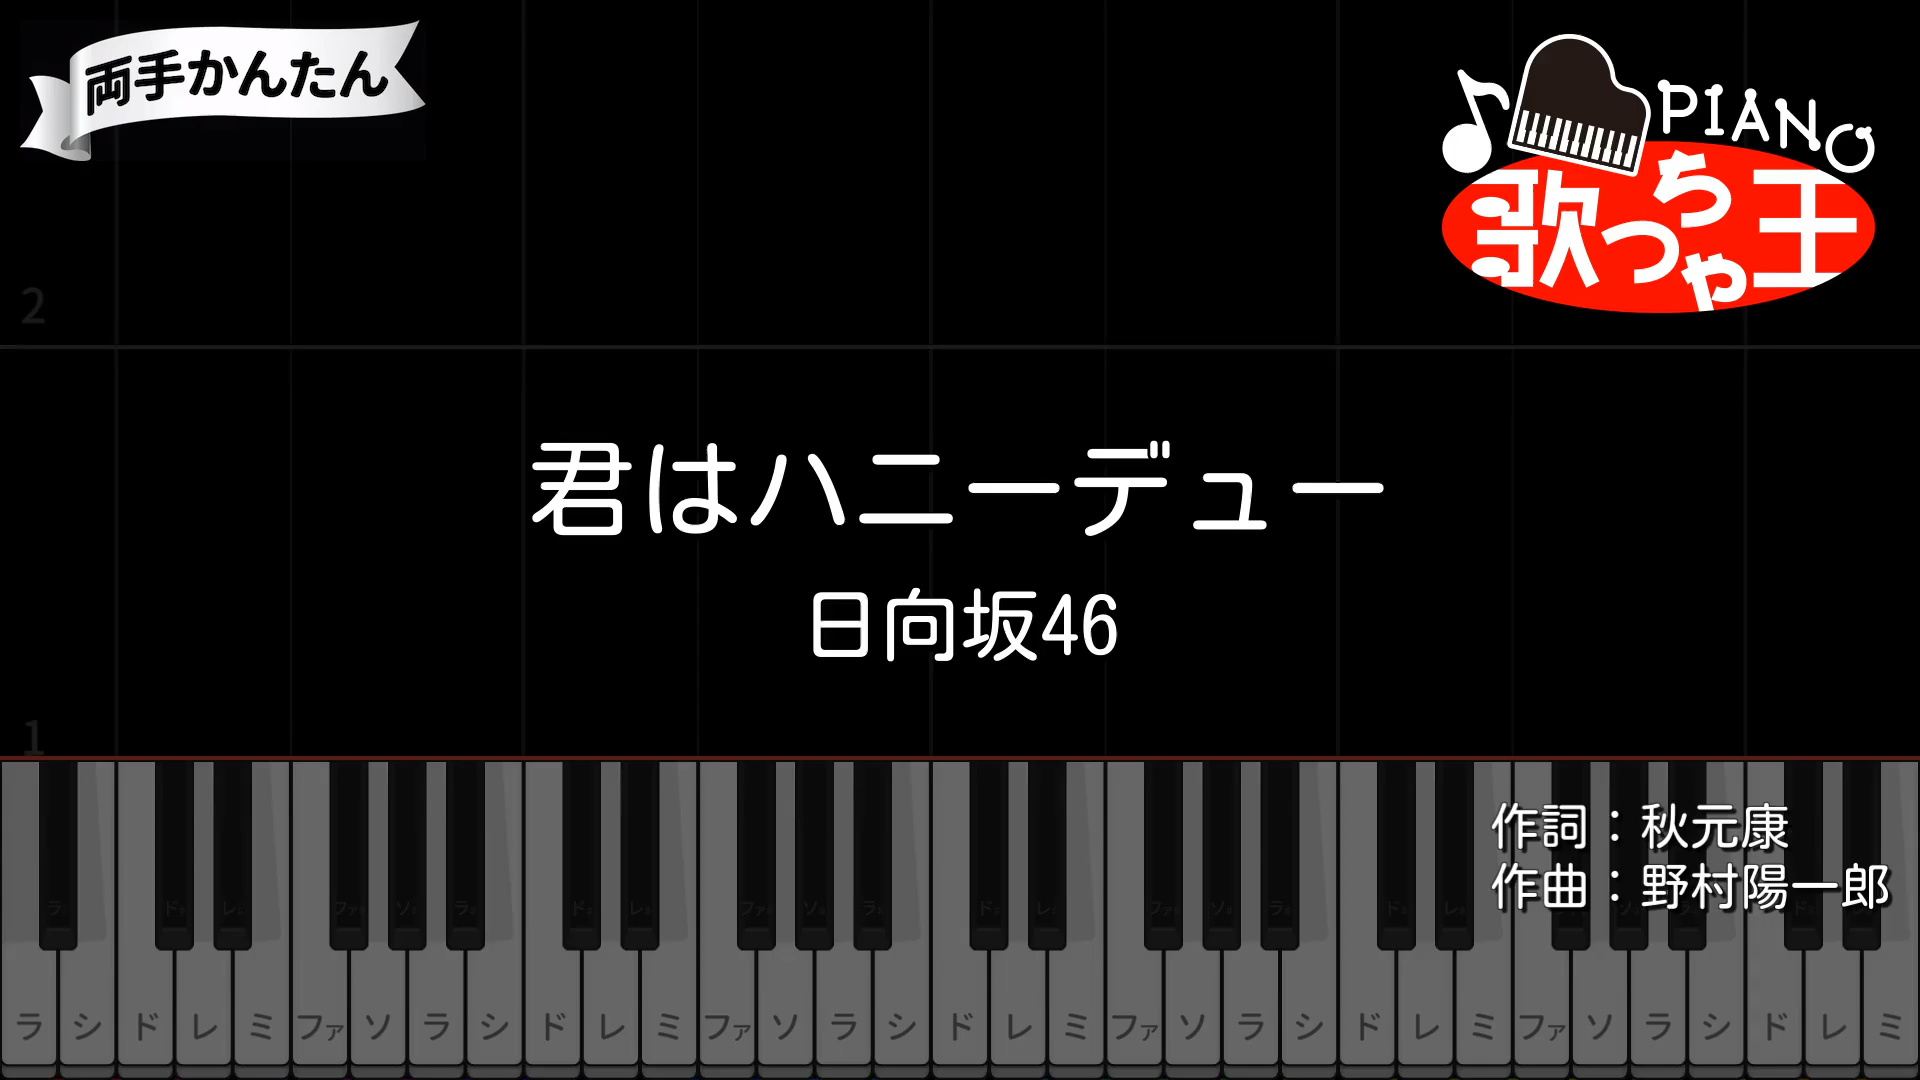 両手かんたん
PIANO
歌っちゃ王
2
君はハニーデュー
日向坂46
1
作詞：秋元康
作曲：野村陽一郎
ラ シ ド レ ミ ファ ソ ラ シ ド レ ミ ファ ソ ラ シ ド レ ミ ファ ソ ラ シ ド レ ミ ファ ソ ラ シ ド レ ミ